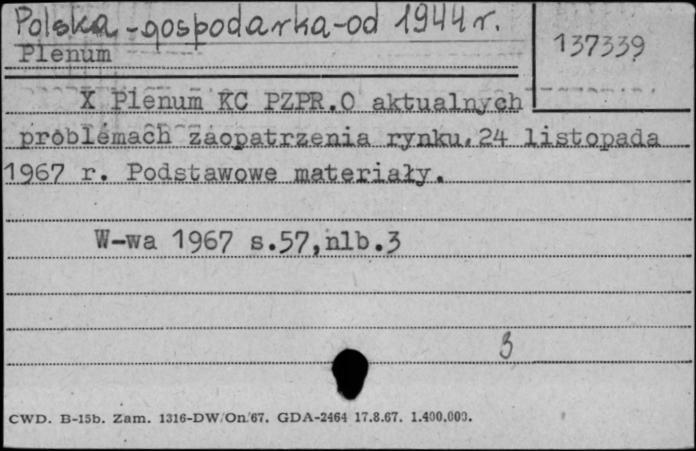 Polska - gospodarka - od 1944 r.
137339
Plenum
X Plenum KC PZPR.O aktualnych
problemach zaopatrzenia rynku.24 listopada
1967 r. Podstawowe materiały.
W-wa 1967 s.57,nlb.3
3
CWD. B-15b. Zam. 1316-DW/On/67. GDA-2464 17.8.67. 1.400.000.